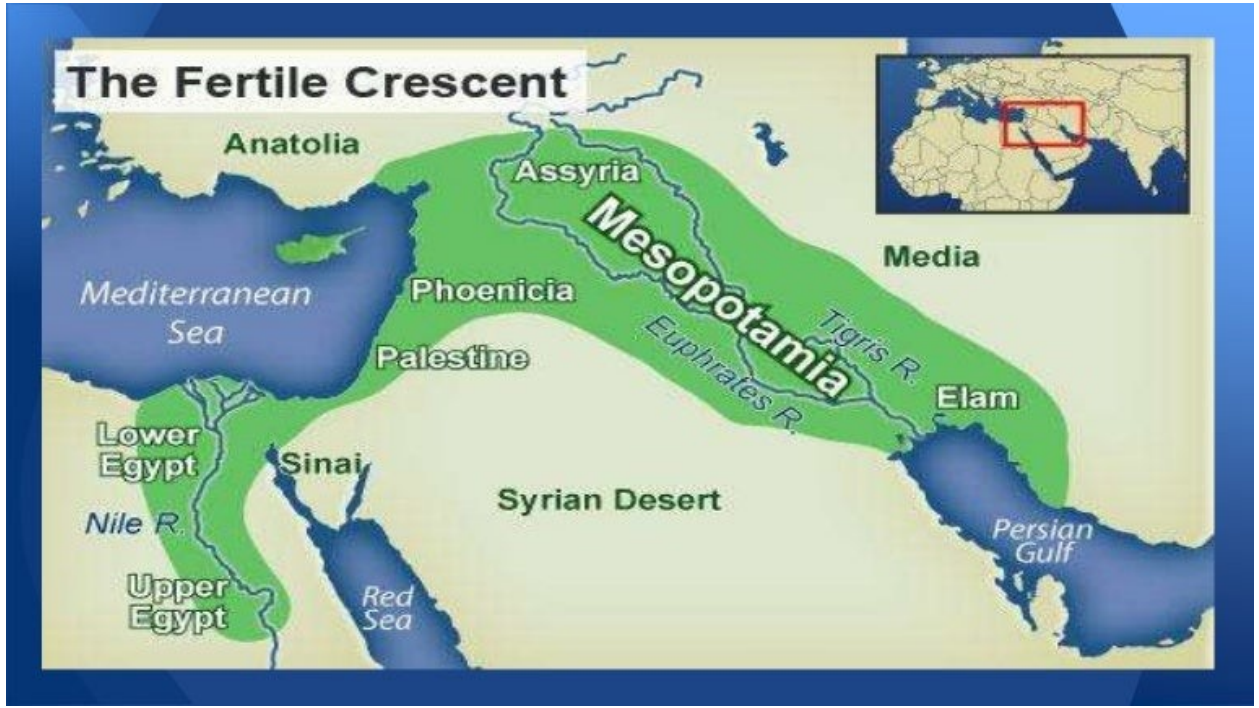 The Fertile Crescent
Anatolia
Assyria
Mesopotamia
Media
Mediterranean
Sea
Phoenicia
Tigris R.
Euphrates R.
Palestine
Elam
Lower
Egypt
Sinai
Syrian Desert
Nile R.
Persian
Gulf
Upper
Egypt
Red
Sea